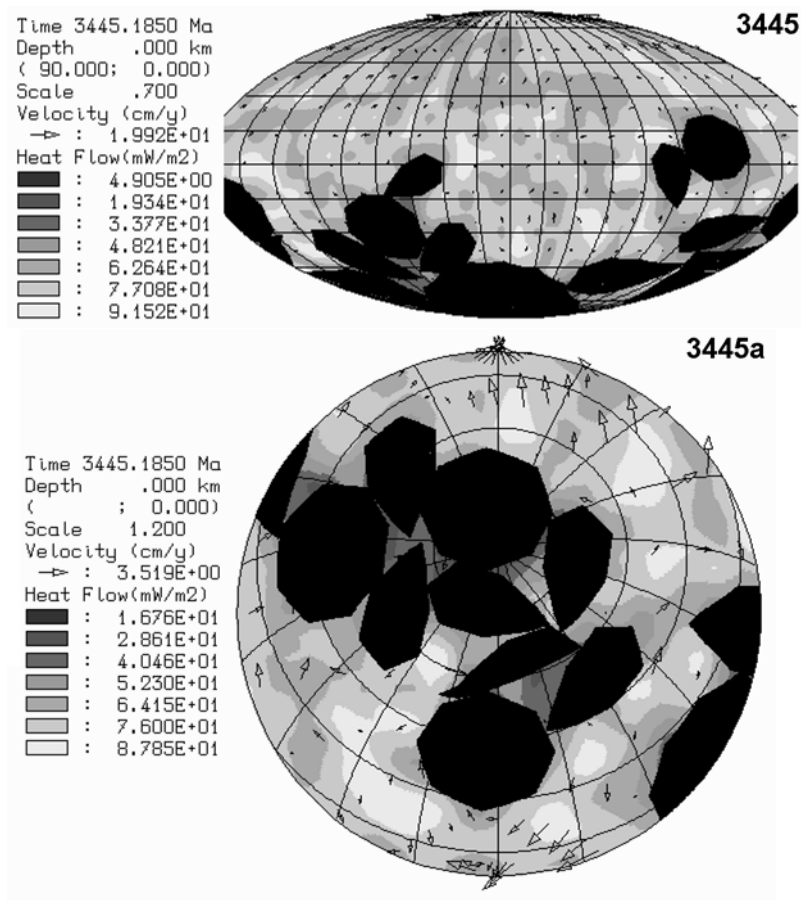 3445
Time 3445.1850 Ma
Depth .000 km
( 90.000; 0.000)
Scale .700
Velocity (cm/y)
: 1.992E+01
Heat Flow(mW/m2)
: 4.905E+00
: 1.934E+01
: 3.377E+01
: 4.821E+01
: 6.264E+01
: 7.708E+01
: 9.152E+01
3445a
Time 3445.1850 Ma
Depth .000 km
( ; 0.000)
Scale 1.200
Velocity (cm/y)
: 3.519E+00
Heat Flow(mW/m2)
: 1.676E+01
: 2.861E+01
: 4.046E+01
: 5.230E+01
: 6.415E+01
: 7.600E+01
: 8.785E+01